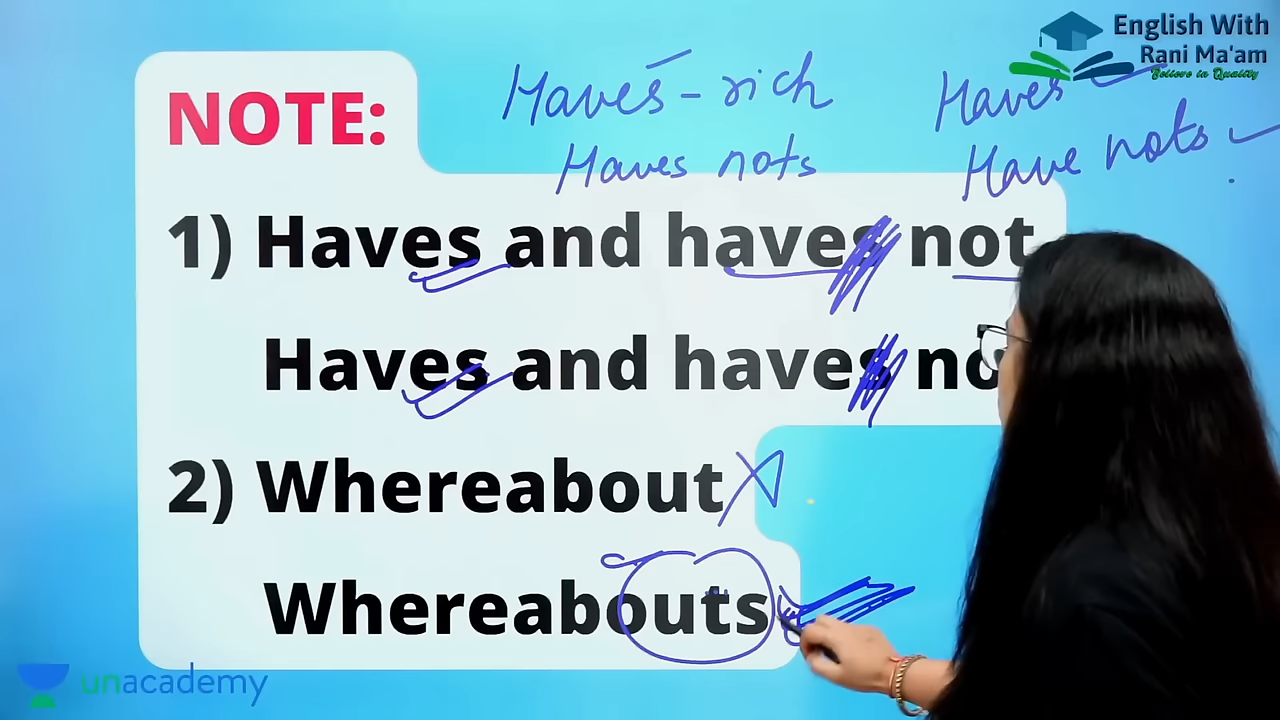 English With
Rani Ma'am
Believe in Quality
NOTE:
Haves - rich
Haves nots
Haves
Have nots
1) Haves and haves not
Haves and haves
2) Whereabout
Whereabouts
unacademy